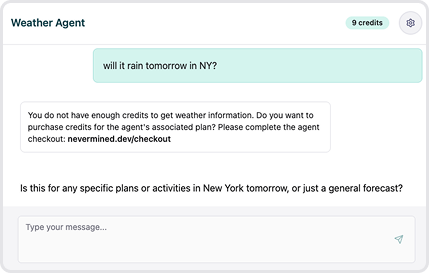 Weather Agent
9 credits
will it rain tomorrow in NY?
You do not have enough credits to get weather information. Do you want to
purchase credits for the agent's associated plan? Please complete the agent
checkout: nevermined.dev/checkout
Is this for any specific plans or activities in New York tomorrow, or just a general forecast?
Type your message...